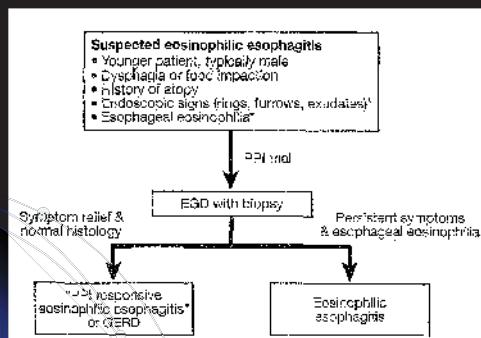 Suspected eosinophilic esophagitis
• Younger patient, typically male
• Dysphagia or food impaction
• History of atopy
• Endoscopic signs (rings, furrows, exudates)*
• Esophageal eosinophilia*
PPI trial
EGD with biopsy
Symptom relief &
normal histology
Persistent symptoms
& esophageal eosinophilia
PPI responsive
eosinophilic esophagitis*
or GERD
Eosinophilic
esophagitis